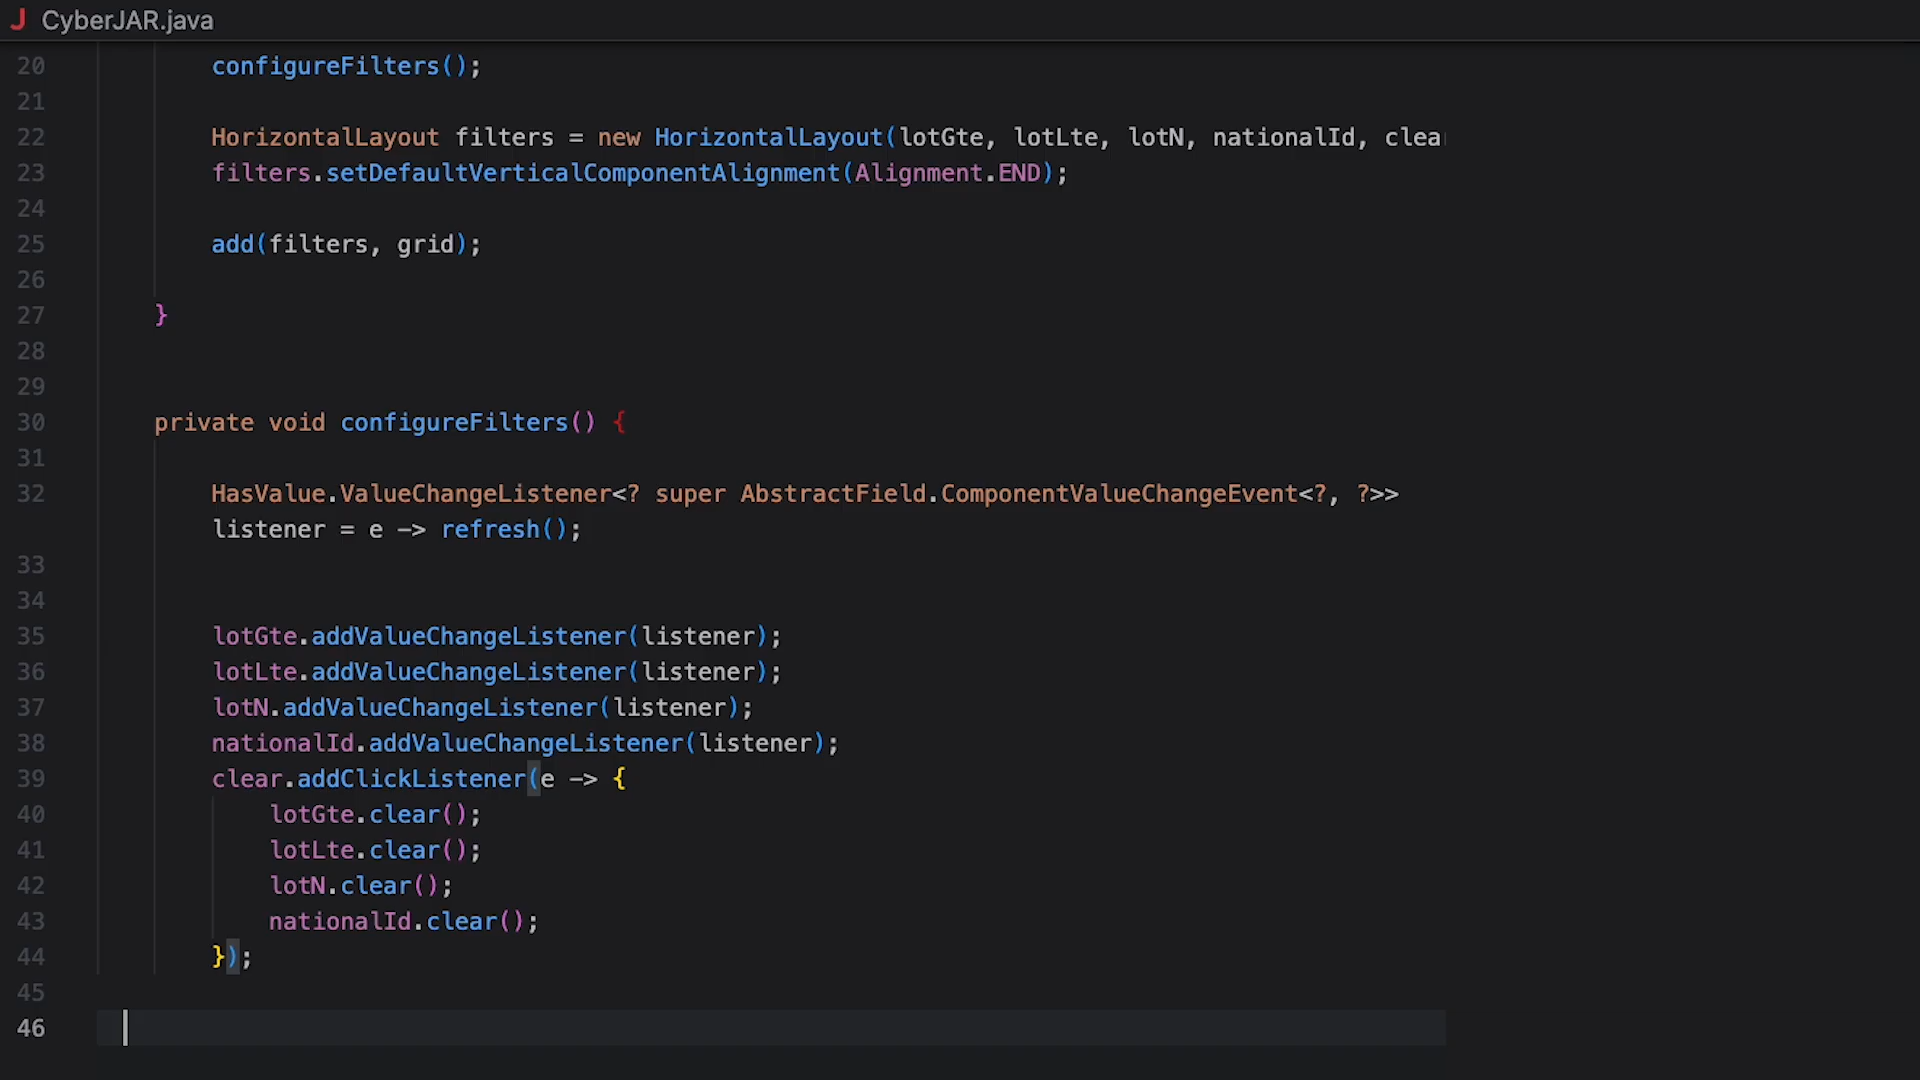 CyberJAR.java
20 configureFilters();
21
22 HorizontalLayout filters = new HorizontalLayout(lotGte, lotLte, lotN, nationalId, clea
23 filters.setDefaultVerticalComponentAlignment(Alignment.END);
24
25 add(filters, grid);
26
27 }
28
29
30 private void configureFilters() {
31
32 HasValue.ValueChangeListener<? super AbstractField.ComponentValueChangeEvent<?, ?>>
listener = e -> refresh();
33
34
35 lotGte.addValueChangeListener(listener);
36 lotLte.addValueChangeListener(listener);
37 lotN.addValueChangeListener(listener);
38 nationalId.addValueChangeListener(listener);
39 clear.addClickListener(e -> {
40 lotGte.clear();
41 lotLte.clear();
42 lotN.clear();
43 nationalId.clear();
44 });
45
46